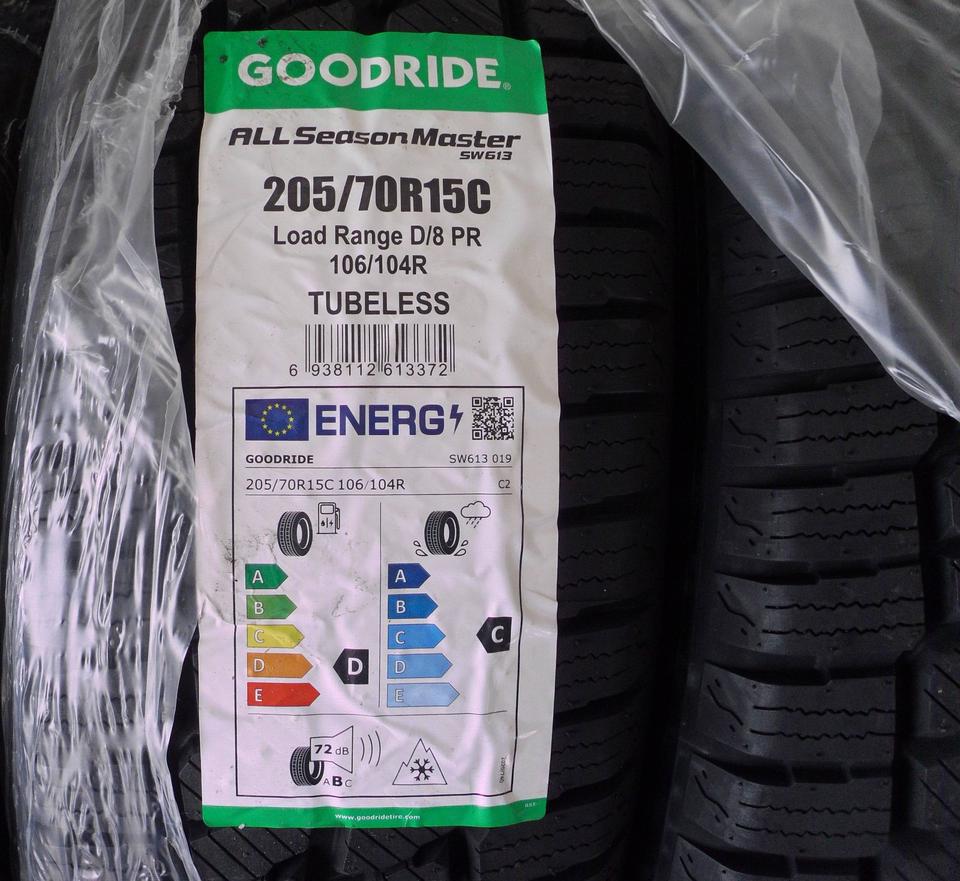 GOODRIDE®
ALL Season Master
SW613
205/70R15C
Load Range D/8 PR
106/104R
TUBELESS
6 938112 613372
ENERG
GOODRIDE SW613 019
205/70R15C 106/104R C2
A A
B B
C C C
D D D
E E
72 dB
A B C
www.goodridetire.com